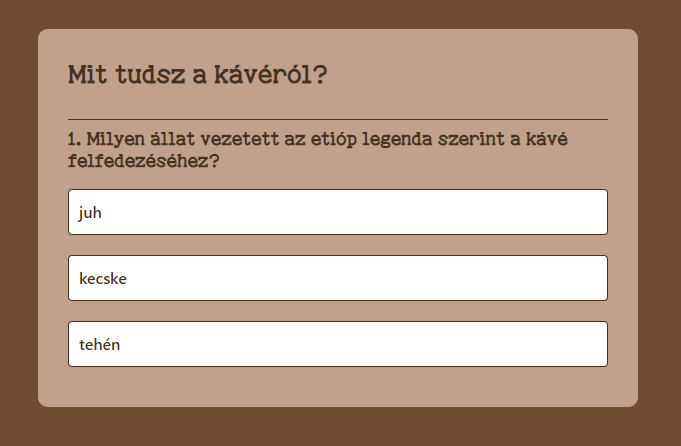 Mit tudsz a kávéról?
1. Milyen állat vezetett az etióp legenda szerint a kávé
felfedezéséhez?
juh
kecske
tehén